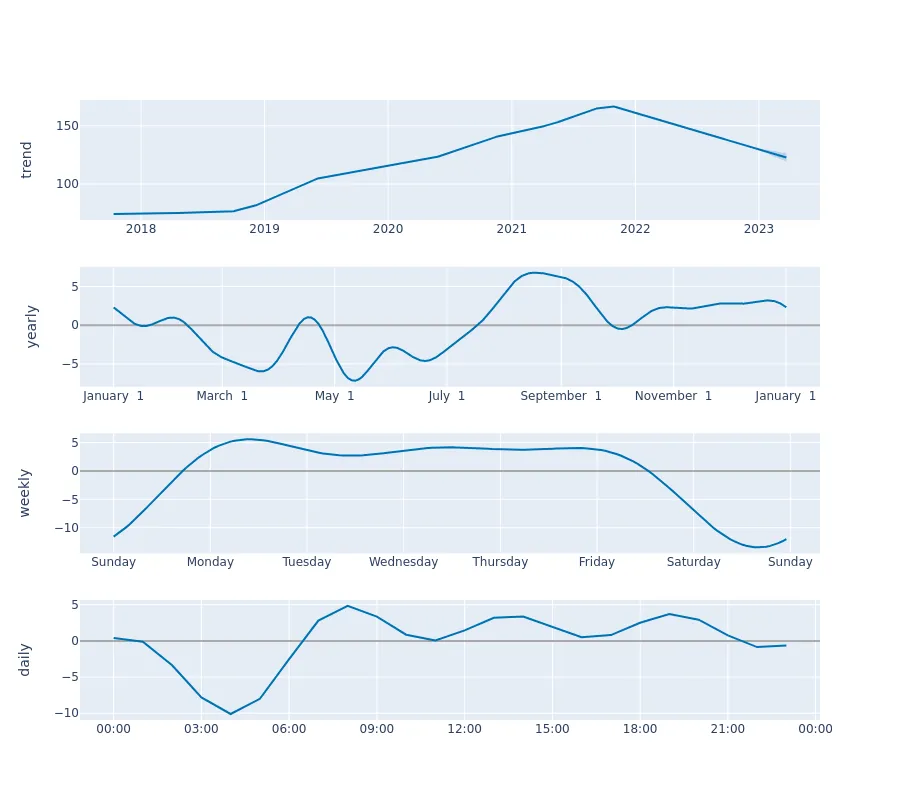 trend
150
100
2018 2019 2020 2021 2022 2023
yearly
5
0
−5
January 1 March 1 May 1 July 1 September 1 November 1 January 1
weekly
5
0
−5
−10
Sunday Monday Tuesday Wednesday Thursday Friday Saturday Sunday
daily
5
0
−5
−10
00:00 03:00 06:00 09:00 12:00 15:00 18:00 21:00 00:00